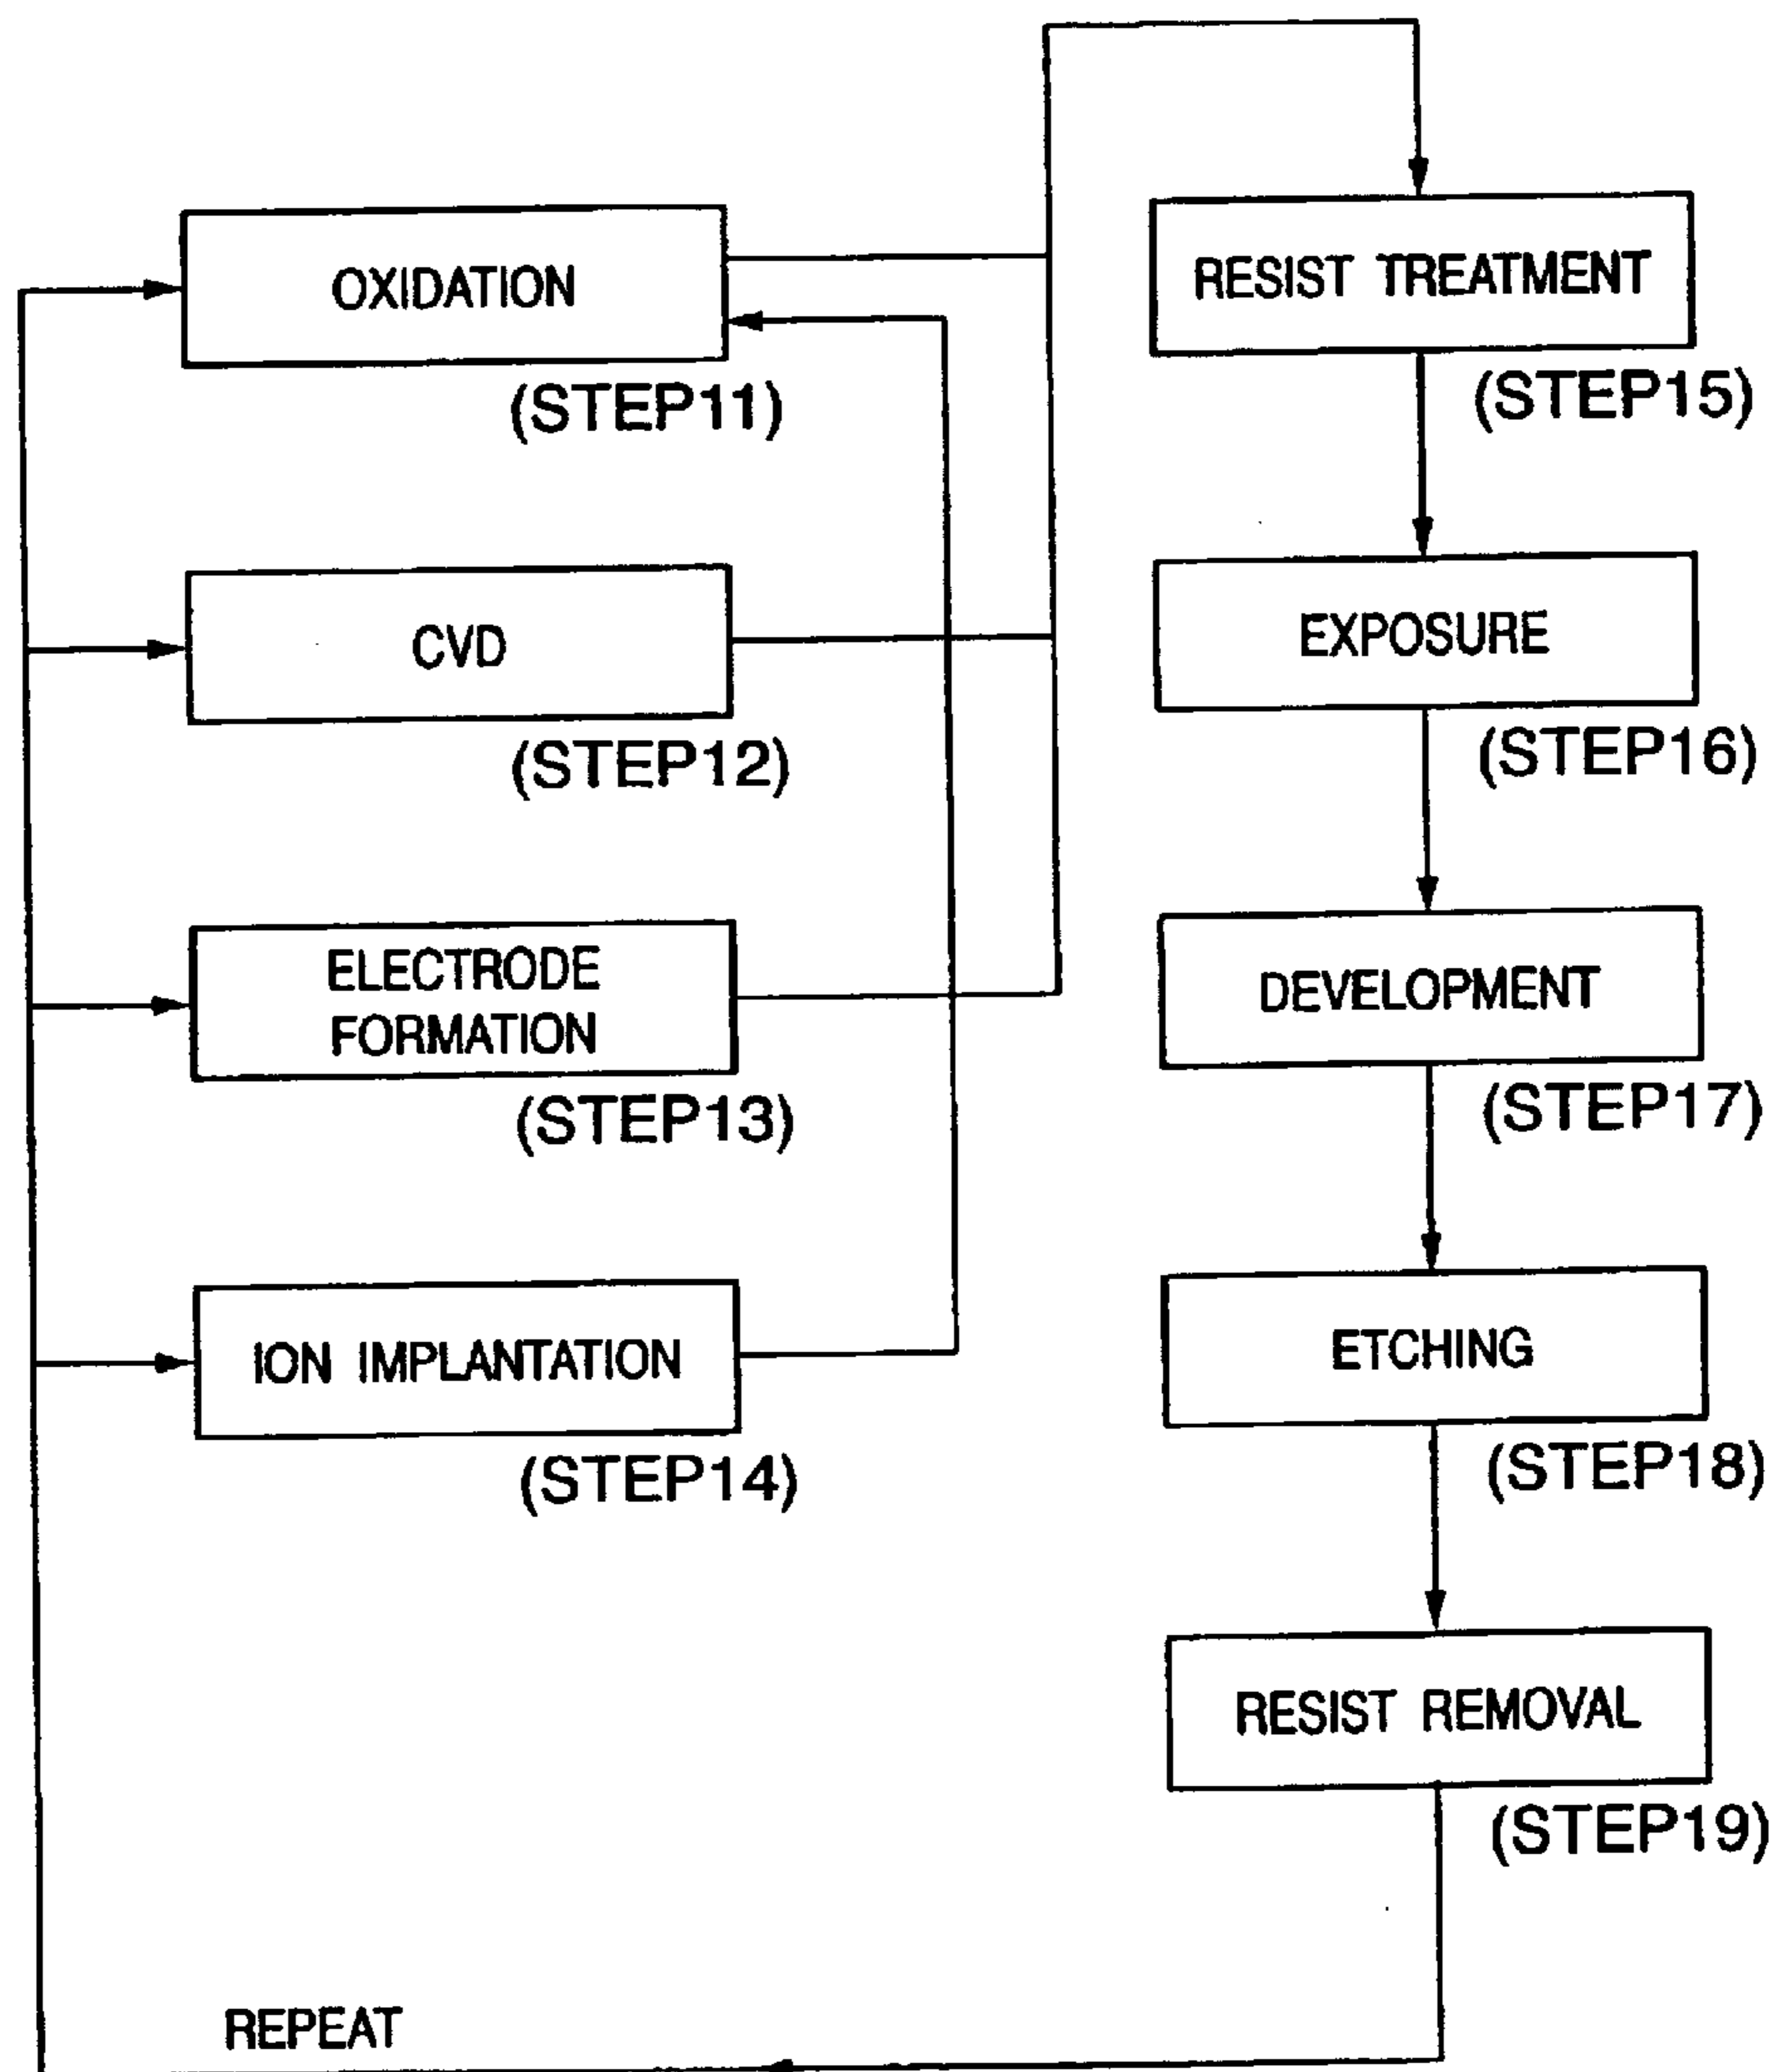 OXIDATION
(STEP11)
CVD
(STEP12)
ELECTRODE
FORMATION
(STEP13)
ION IMPLANTATION
(STEP14)
RESIST TREATMENT
(STEP15)
EXPOSURE
(STEP16)
DEVELOPMENT
(STEP17)
ETCHING
(STEP18)
RESIST REMOVAL
(STEP19)
REPEAT